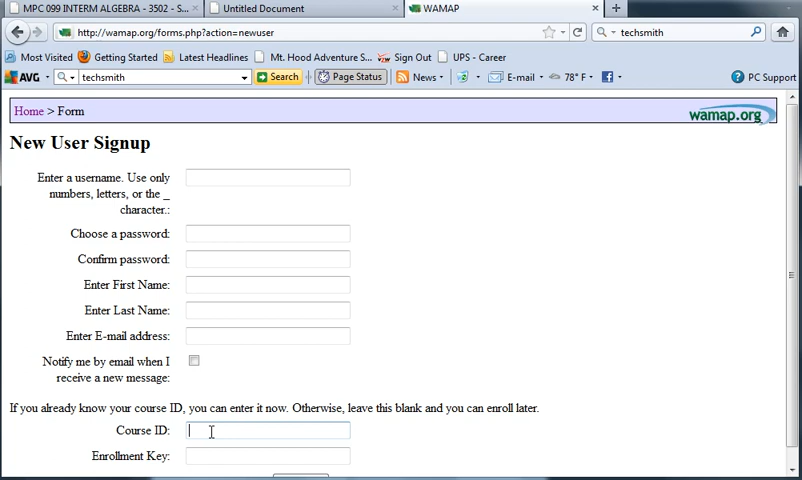 MPC 099 INTERM ALGEBRA - 3502 - S...
Untitled Document
WAMAP
http://wamap.org/forms.php?action=newuser
techsmith
Most Visited
Getting Started
Latest Headlines
Mt. Hood Adventure S...
Sign Out
UPS - Career
AVG
techsmith
Search
Page Status
News
E-mail
78° F
PC Support
Home > Form
wamap.org
New User Signup
Enter a username. Use only
numbers, letters, or the _
character.:
Choose a password:
Confirm password:
Enter First Name:
Enter Last Name:
Enter E-mail address:
Notify me by email when I
receive a new message:
If you already know your course ID, you can enter it now. Otherwise, leave this blank and you can enroll later.
Course ID:
Enrollment Key: